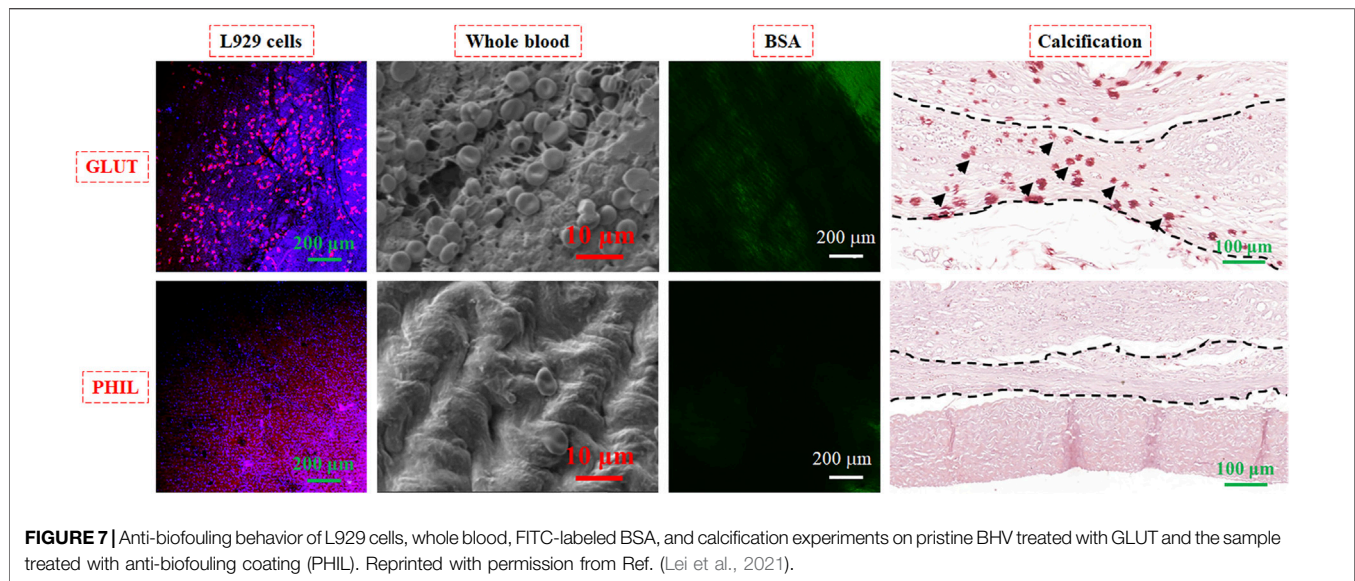 L929 cells Whole blood BSA Calcification
GLUT
200 μm 10 μm 200 μm 100 μm
PHIL
200 μm 10 μm 200 μm 100 μm
FIGURE 7 | Anti-biofouling behavior of L929 cells, whole blood, FITC-labeled BSA, and calcification experiments on pristine BHV treated with GLUT and the sample
treated with anti-biofouling coating (PHIL). Reprinted with permission from Ref. (Lei et al., 2021).